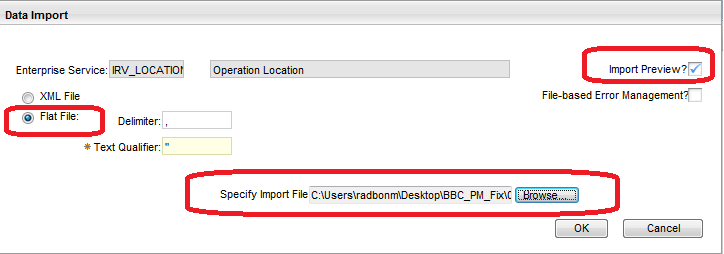 Data Import
Enterprise Service: IRV_LOCATION Operation Location
Import Preview?
XML File
File-based Error Management?
Flat File:
Delimiter: ,
Text Qualifier: "
Specify Import File C:\Users\radbonm\Desktop\BBC_PM_Fix\ Browse...
OK Cancel